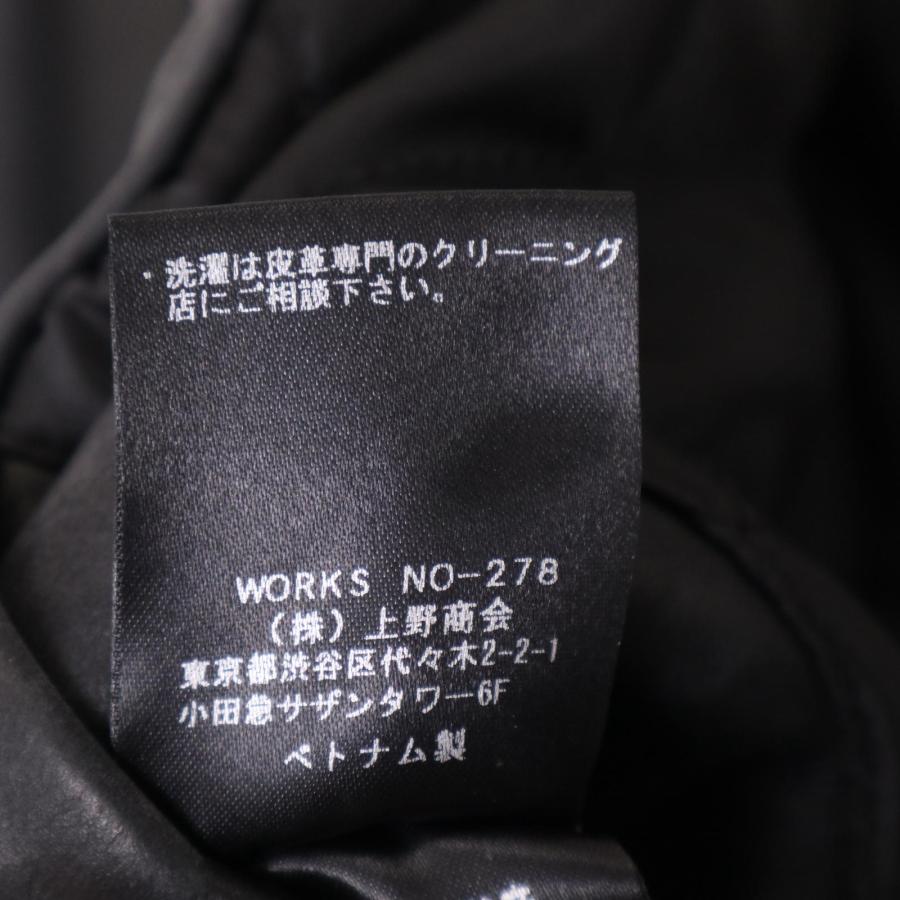 ・洗濯は皮革専門のクリーニング
店にご相談下さい。
WORKS NO-278
(株)上野商会
東京都渋谷区代々木2-2-1
小田急サザンタワー6F
ベトナム製